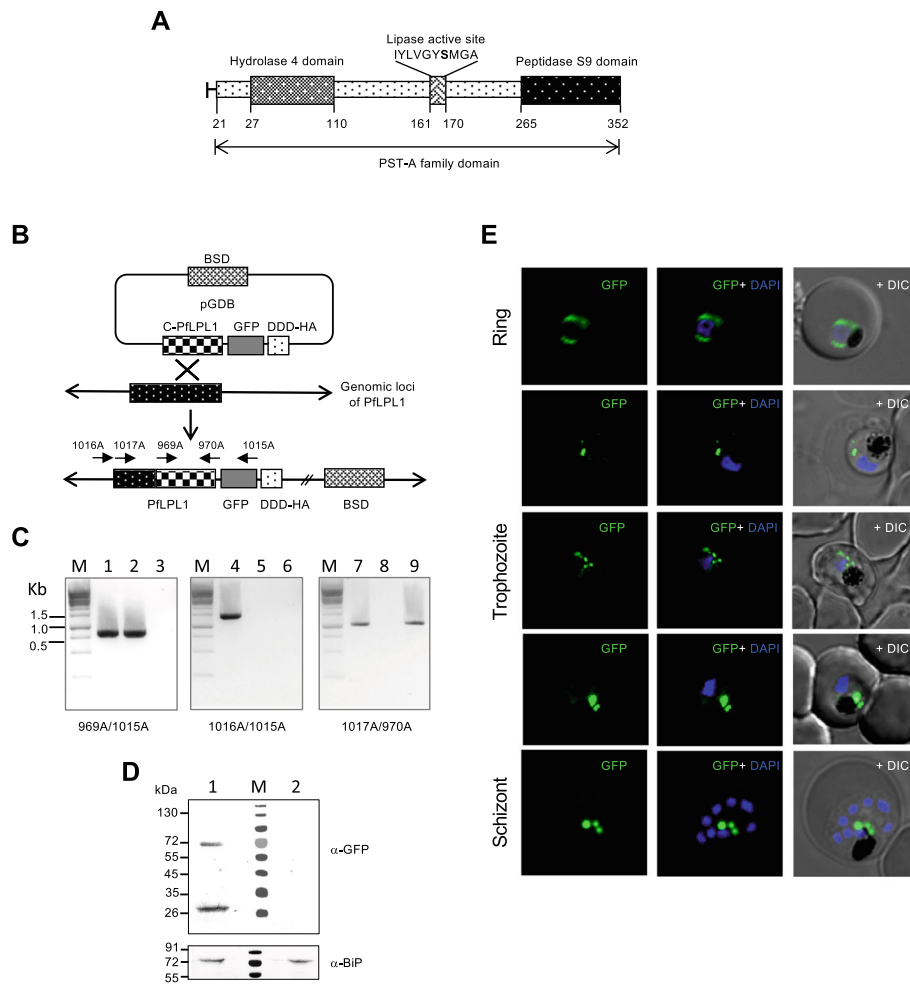 A
Lipase active site
IYLVGYSMGA
Hydrolase 4 domain
Peptidase S9 domain
21 27 110 161 170 265 352
PST-A family domain
B
BSD
pGDB
C-PfLPL1 GFP DDD-HA
Genomic loci
of PfLPL1
1016A 1017A 969A 970A 1015A
PfLPL1 GFP DDD-HA BSD
C
M 1 2 3 M 4 5 6 M 7 8 9
Kb
1.5
1.0
0.5
969A/1015A 1016A/1015A 1017A/970A
D
kDa 1 M 2
130
72
55
45
35
26
α-GFP
91
72
55
α-BiP
E
Ring
GFP GFP+ DAPI + DIC
GFP GFP+ DAPI + DIC
Trophozoite
GFP GFP+ DAPI + DIC
GFP GFP+ DAPI + DIC
Schizont
GFP GFP+ DAPI + DIC